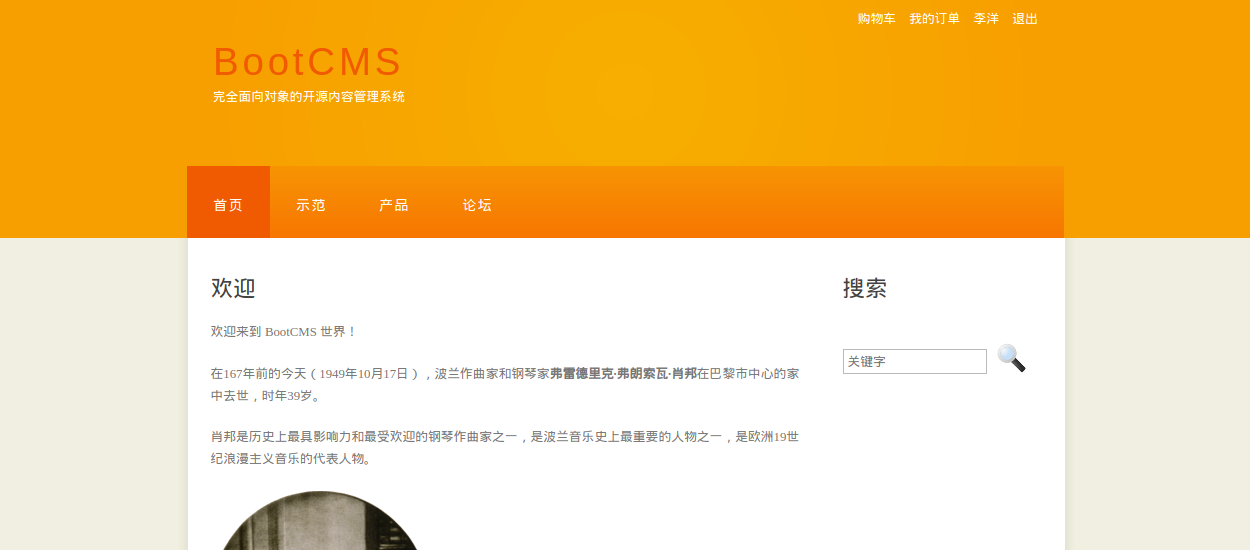 购物车 我的订单 李洋 退出
BootCMS
完全面向对象的开源内容管理系统
首页 示范 产品 论坛
欢迎
搜索
欢迎来到 BootCMS 世界！
关键字
在167年前的今天（1949年10月17日），波兰作曲家和钢琴家弗雷德里克·弗朗索瓦·肖邦在巴黎市中心的家
中去世，时年39岁。
肖邦是历史上最具影响力和最受欢迎的钢琴作曲家之一，是波兰音乐史上最重要的人物之一，是欧洲19世
纪浪漫主义音乐的代表人物。